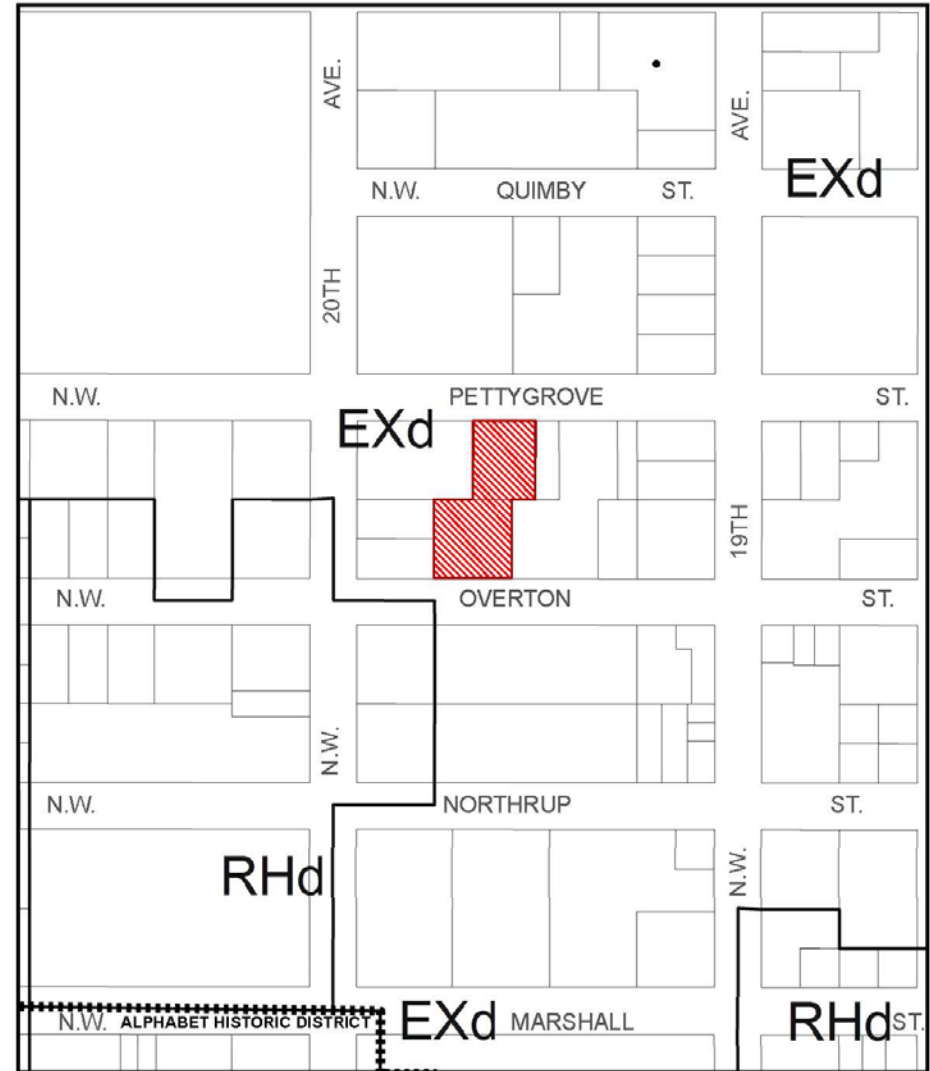 AVE.
AVE.
EXd
N.W. QUIMBY ST.
20TH
N.W. PETTYGROVE ST.
EXd
19TH
N.W. OVERTON ST.
N.W.
N.W. NORTHRUP ST.
N.W.
RHd
N.W. ALPHABET HISTORIC DISTRICT EXd MARSHALL RHd ST.